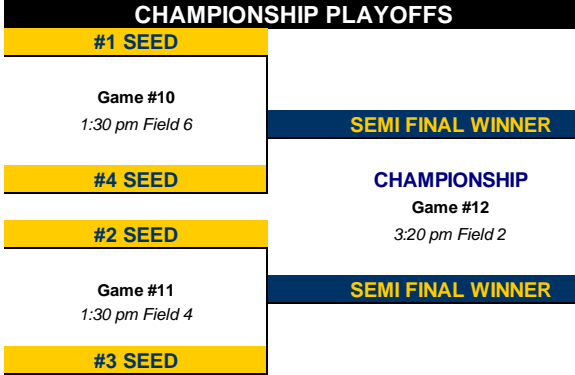 CHAMPIONSHIP PLAYOFFS
#1 SEED
Game #10
1:30 pm Field 6
#4 SEED
#2 SEED
Game #11
1:30 pm Field 4
#3 SEED
SEMI FINAL WINNER
CHAMPIONSHIP
Game #12
3:20 pm Field 2
SEMI FINAL WINNER